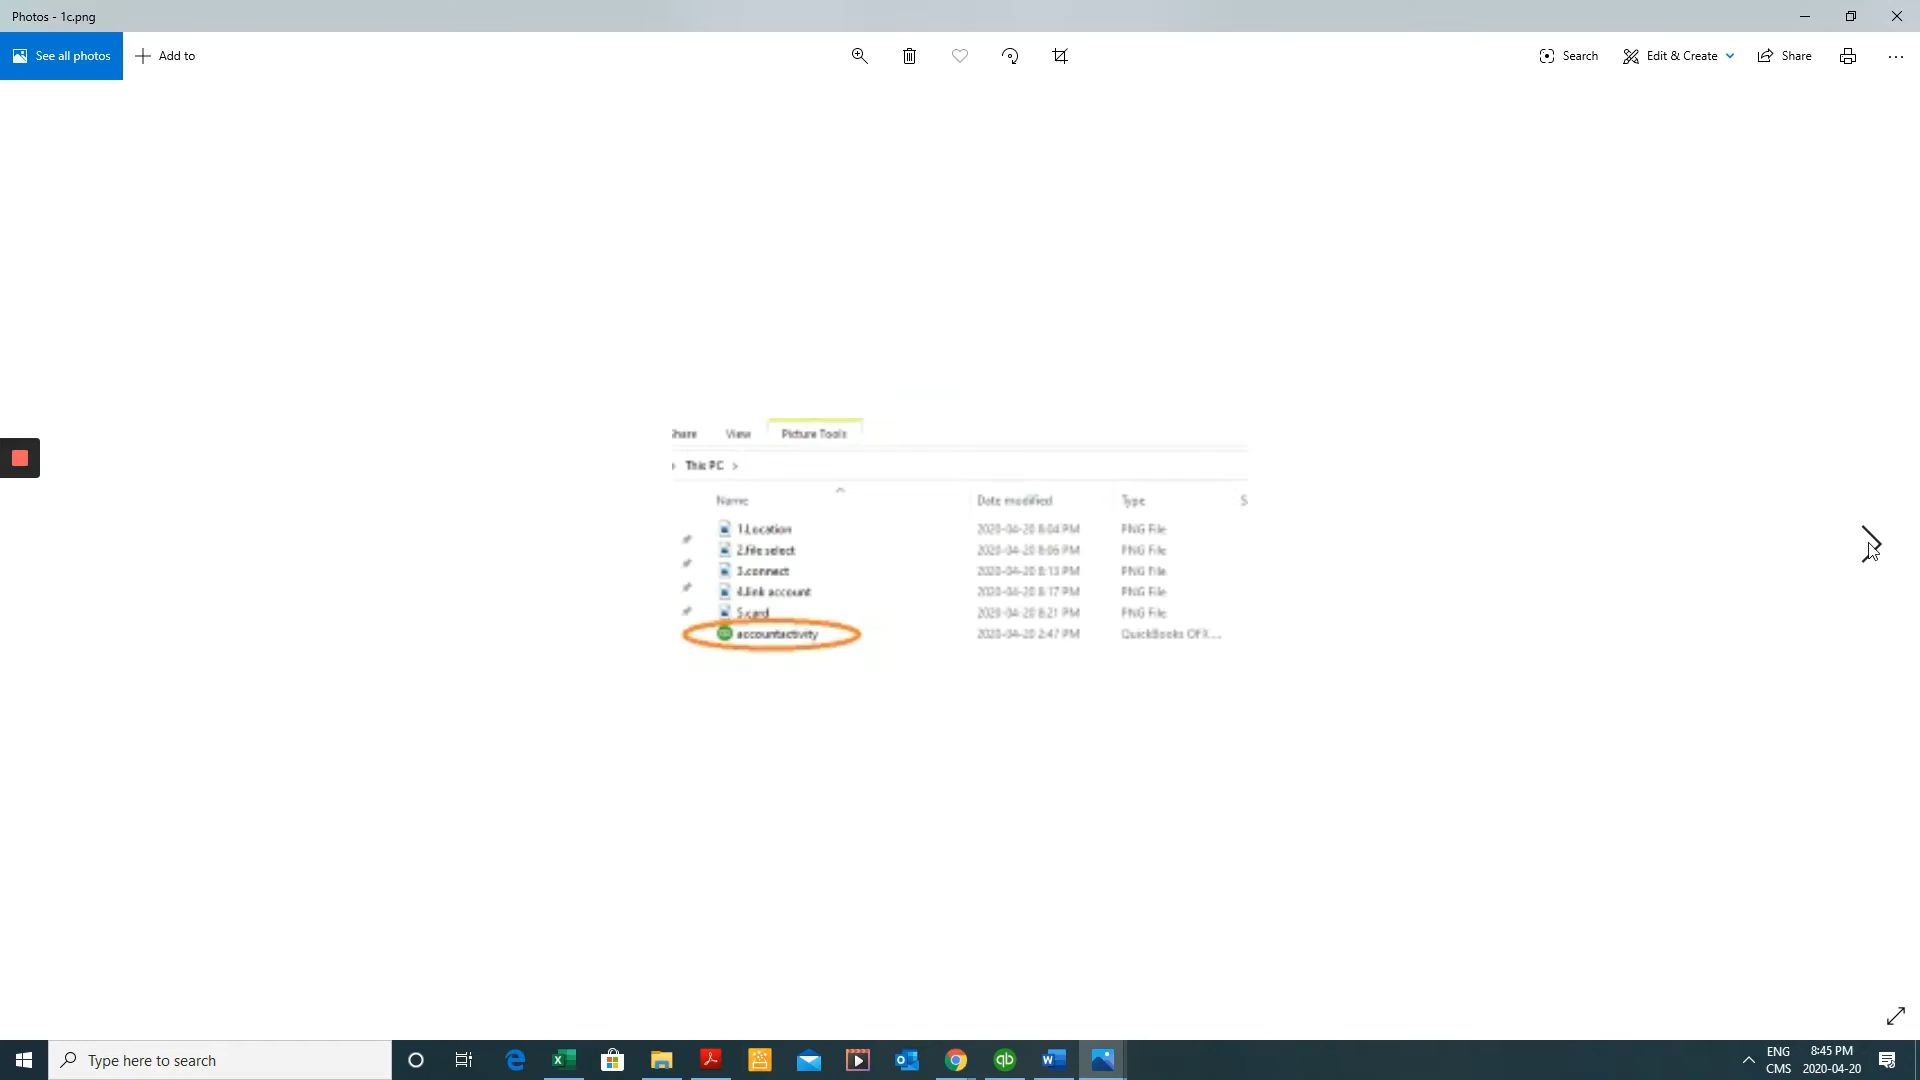 Photos - 1c.png
See all photos
Add to
Search
Edit & Create
Share
Share View Picture Tools
This PC
Name Date modified Type S
1.Location 2020-04-20 8:04 PM PNG File
2.file select 2020-04-20 8:06 PM PNG File
3.connect 2020-04-20 8:13 PM PNG File
4.link account 2020-04-20 8:17 PM PNG File
5.card 2020-04-20 8:21 PM PNG File
accountactivity 2020-04-20 2:47 PM QuickBooks OFX ...
Type here to search
ENG
CMS
8:45 PM
2020-04-20